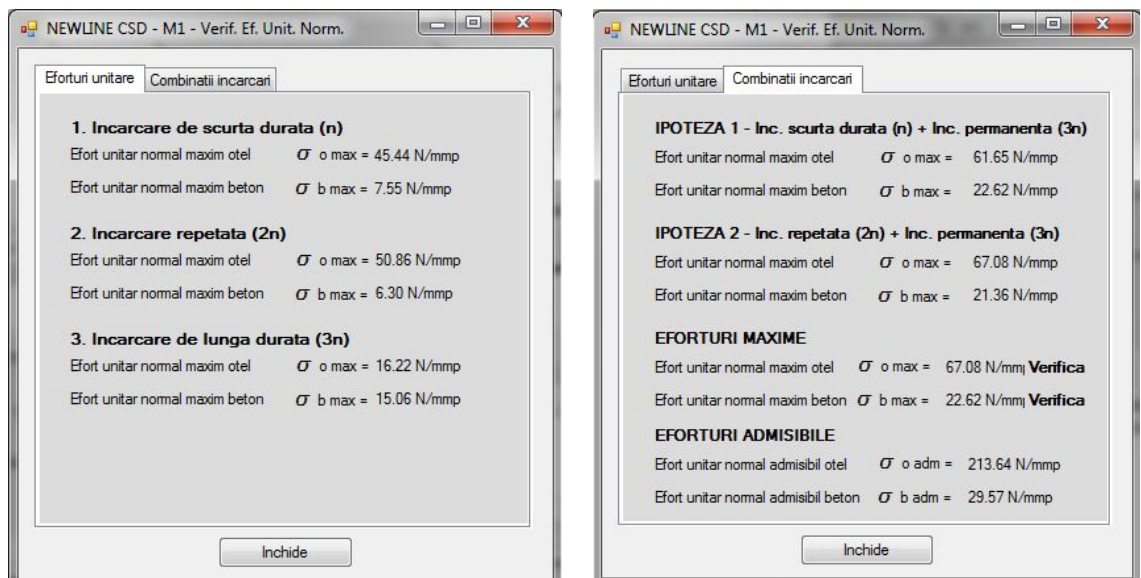 NEWLINE CSD - M1 - Verif. Ef. Unit. Norm.
Eforturi unitare
Combinatii incarcari
1. Incarcare de scurta durata (n)
Efort unitar normal maxim otel σ o max = 45.44 N/mmp
Efort unitar normal maxim beton σ b max = 7.55 N/mmp
2. Incarcare repetata (2n)
Efort unitar normal maxim otel σ o max = 50.86 N/mmp
Efort unitar normal maxim beton σ b max = 6.30 N/mmp
3. Incarcare de lunga durata (3n)
Efort unitar normal maxim otel σ o max = 16.22 N/mmp
Efort unitar normal maxim beton σ b max = 15.06 N/mmp
Inchide
NEWLINE CSD - M1 - Verif. Ef. Unit. Norm.
Eforturi unitare
Combinatii incarcari
IPOTEZA 1 - Inc. scurta durata (n) + Inc. permanenta (3n)
Efort unitar normal maxim otel σ o max = 61.65 N/mmp
Efort unitar normal maxim beton σ b max = 22.62 N/mmp
IPOTEZA 2 - Inc. repetata (2n) + Inc. permanenta (3n)
Efort unitar normal maxim otel σ o max = 67.08 N/mmp
Efort unitar normal maxim beton σ b max = 21.36 N/mmp
EFORTURI MAXIME
Efort unitar normal maxim otel σ o max = 67.08 N/mm Verifica
Efort unitar normal maxim beton σ b max = 22.62 N/mm Verifica
EFORTURI ADMISIBILE
Efort unitar normal admisibil otel σ o adm = 213.64 N/mmp
Efort unitar normal admisibil beton σ b adm = 29.57 N/mmp
Inchide